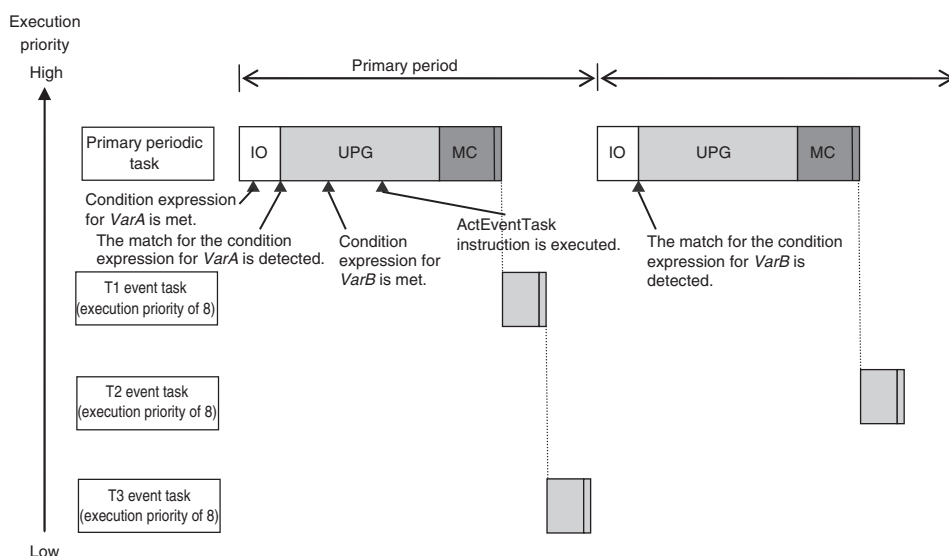 Execution
priority
High
Primary period
Primary periodic
task
IO
UPG
MC
IO
UPG
MC
Condition expression
for VarA is met.
The match for the condition
expression for VarA is detected.
Condition
expression for
VarB is met.
ActEventTask
instruction is executed.
The match for the condition
expression for VarB is
detected.
T1 event task
(execution priority of 8)
T2 event task
(execution priority of 8)
T3 event task
(execution priority of 8)
Low